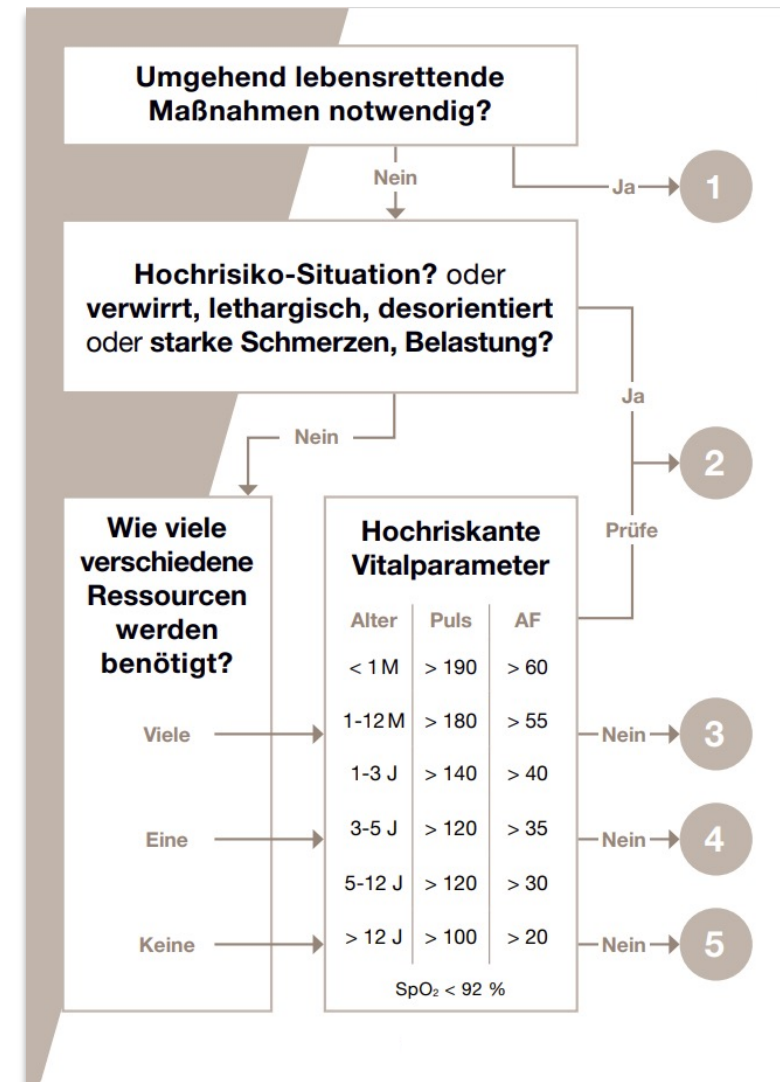 Umgehend lebensrettende
Maßnahmen notwendig?
Nein
Ja
1
Hochrisiko-Situation? oder
verwirrt, lethargisch, desorientiert
oder starke Schmerzen, Belastung?
Ja
Nein
2
Prüfe
Wie viele
verschiedene
Ressourcen
werden
benötigt?
Hochriskante
Vitalparameter
Alter Puls AF
< 1 M > 190 > 60
Viele 1-12 M > 180 > 55 Nein 3
1-3 J > 140 > 40
Eine 3-5 J > 120 > 35 Nein 4
5-12 J > 120 > 30
Keine > 12 J > 100 > 20 Nein 5
SpO₂ < 92 %